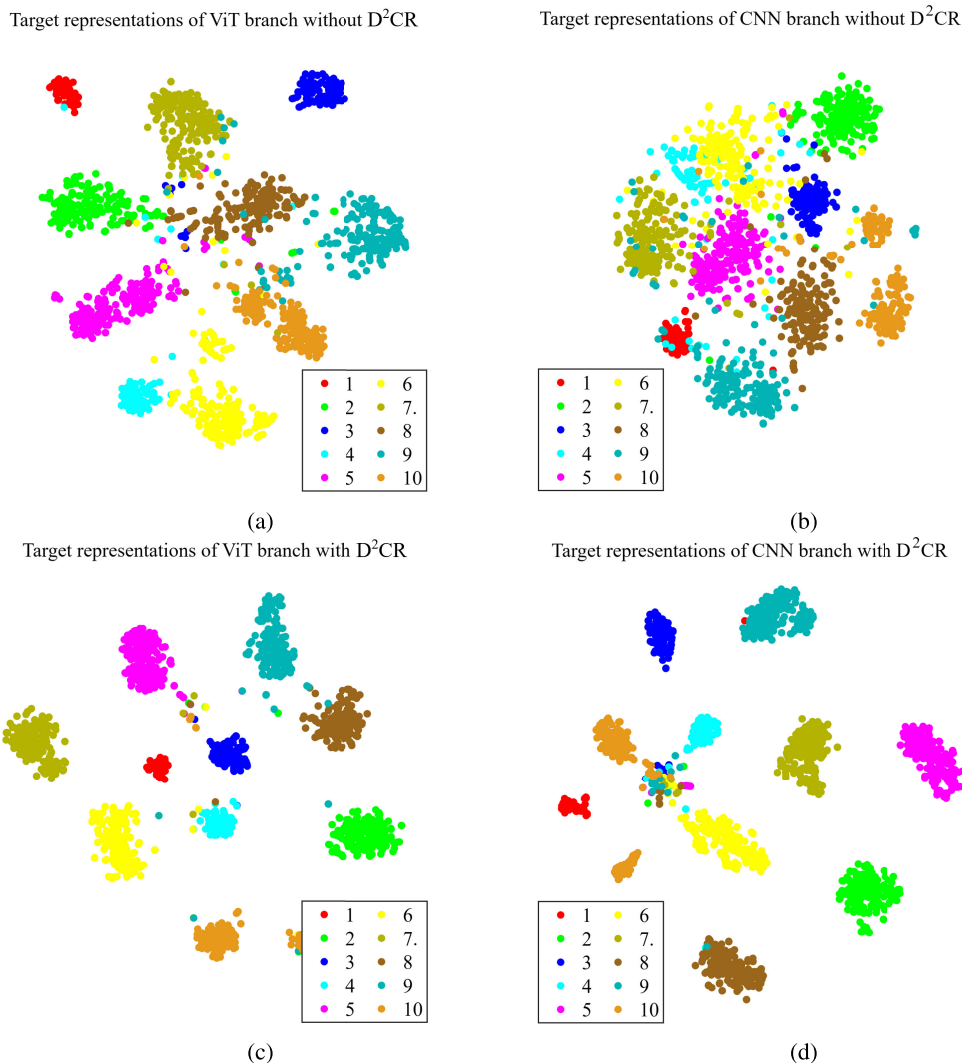 Target representations of ViT branch without D²CR
Target representations of CNN branch without D²CR
1 6
2 7.
3 8
4 9
5 10
1 6
2 7.
3 8
4 9
5 10
(a)
(b)
Target representations of ViT branch with D²CR
Target representations of CNN branch with D²CR
1 6
2 7.
3 8
4 9
5 10
1 6
2 7.
3 8
4 9
5 10
(c)
(d)